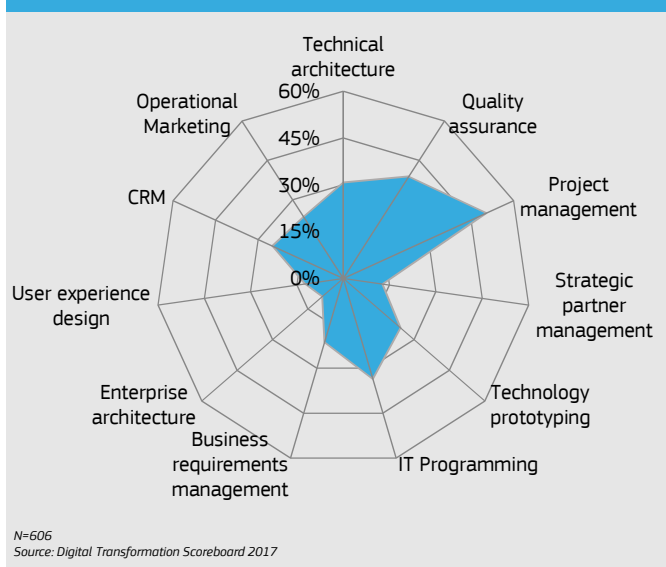 Technical
architecture
60%
Operational
Marketing
Quality
assurance
45%
CRM
30%
Project
management
15%
0%
User experience
design
Strategic
partner
management
Enterprise
architecture
Technology
prototyping
Business
requirements
management
IT Programming
N=606
Source: Digital Transformation Scoreboard 2017